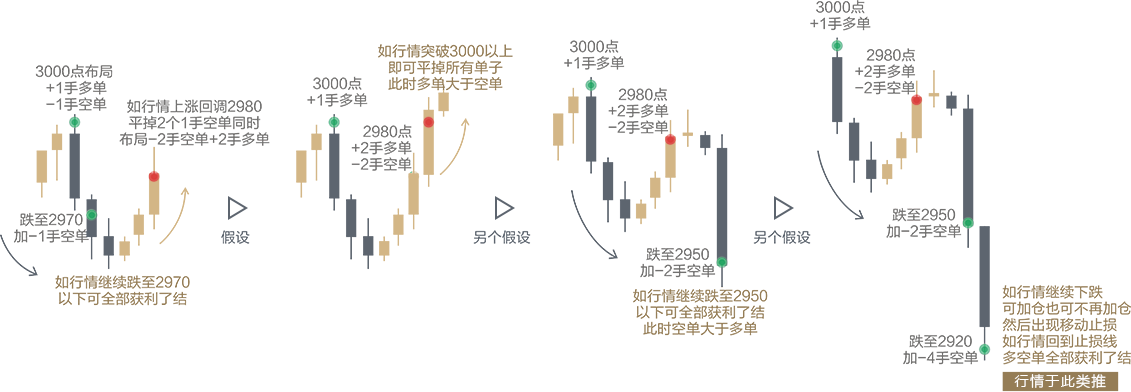 3000点布局
+1手多单
-1手空单
如行情上涨回调2980
平掉2个1手空单同时
布局-2手空单+2手多单
跌至2970
加-1手空单
如行情继续跌至2970
以下可全部获利了结
假设
3000点
+1手多单
如行情突破3000以上
即可平掉所有单子
此时多单大于空单
2980点
+2手多单
-2手空单
另个假设
3000点
+1手多单
2980点
+2手多单
-2手空单
跌至2950
加-2手空单
如行情继续跌至2950
以下可全部获利了结
此时空单大于多单
另个假设
3000点
+1手多单
2980点
+2手多单
-2手空单
跌至2950
加-2手空单
跌至2920
加-4手空单
如行情继续下跌
可加仓也可不再加仓
然后出现移动止损
如行情回到止损线
多空单全部获利了结
行情于此类推